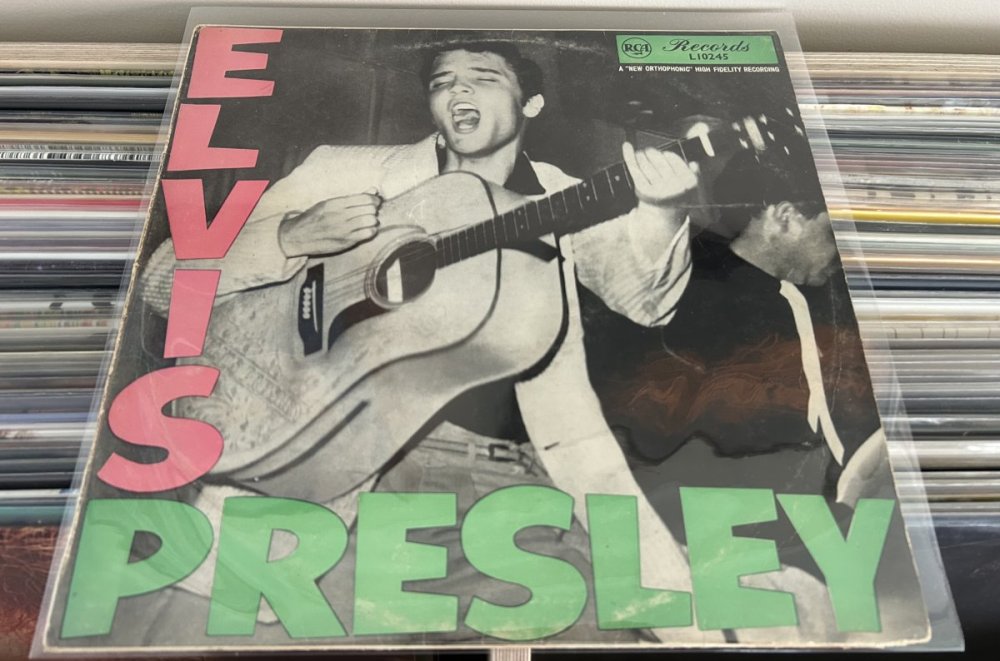 ELVIS
PRESLEY
RCA Records
L10245
A "NEW ORTHOPHONIC" HIGH FIDELITY RECORDING